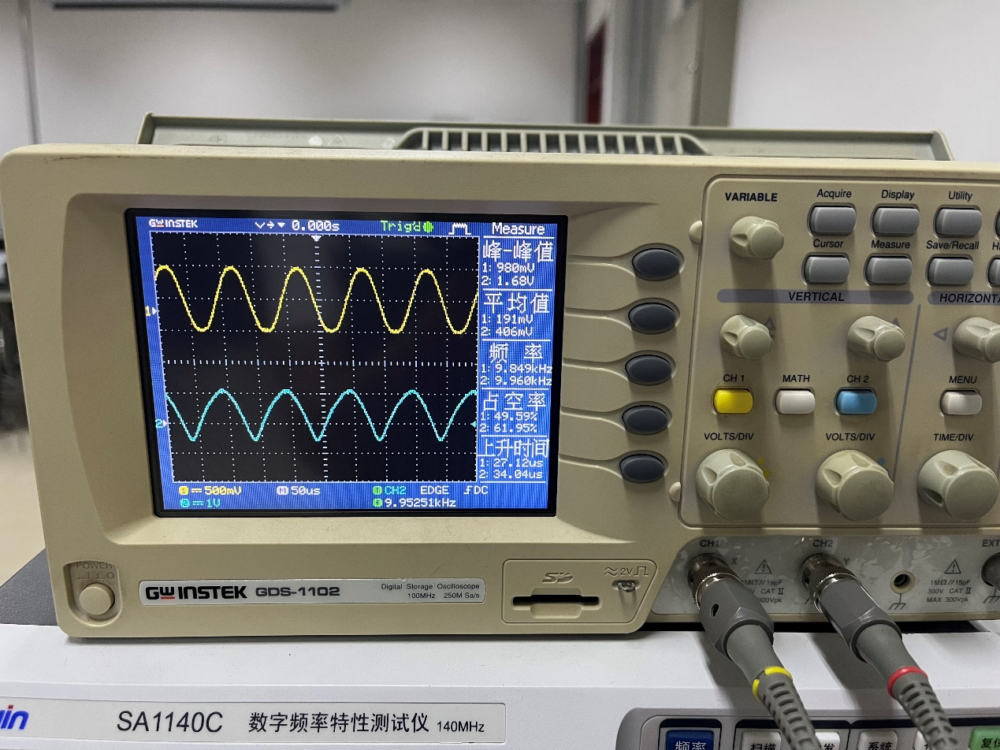 GW INSTEK
0.000s
Trig'd
Measure
峰-峰值
1: 980mV
2: 1.68V
平均值
1: 191mV
2: 406mV
频 率
1: 9.849kHz
2: 9.960kHz
占空率
1: 49.59%
2: 61.95%
上升时间
1: 27.12us
2: 34.04us
1
2
1 500mV
M 50us
CH2 EDGE DC
2 1V
9.95251kHz
VARIABLE
Acquire Display Utility
Cursor Measure Save/Recall
VERTICAL
HORIZONTA
CH 1 MATH CH 2 MENU
VOLTS/DIV VOLTS/DIV TIME/DIV
CH1 CH2 EXT
X Y
1MΩ//15pF
300V CAT II
MAX 300Vpk
POWER
GW INSTEK GDS-1102
Digital Storage Oscilloscope
100MHz 250M Sa/s
SD
≈2V
SA1140C 数字频率特性测试仪 140MHz
频率 扫描 系统